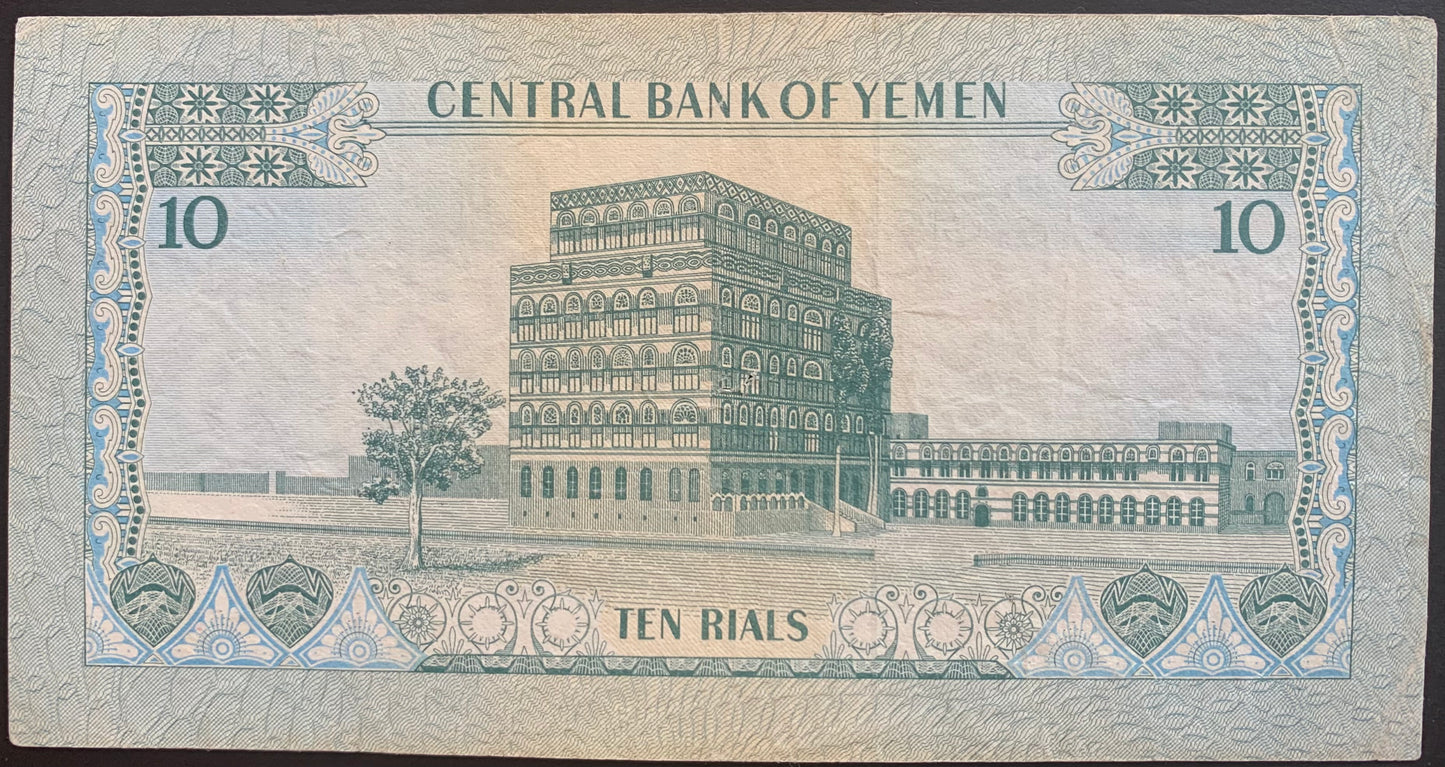 CENTRAL BANK OF YEMEN
10 10
TEN RIALS